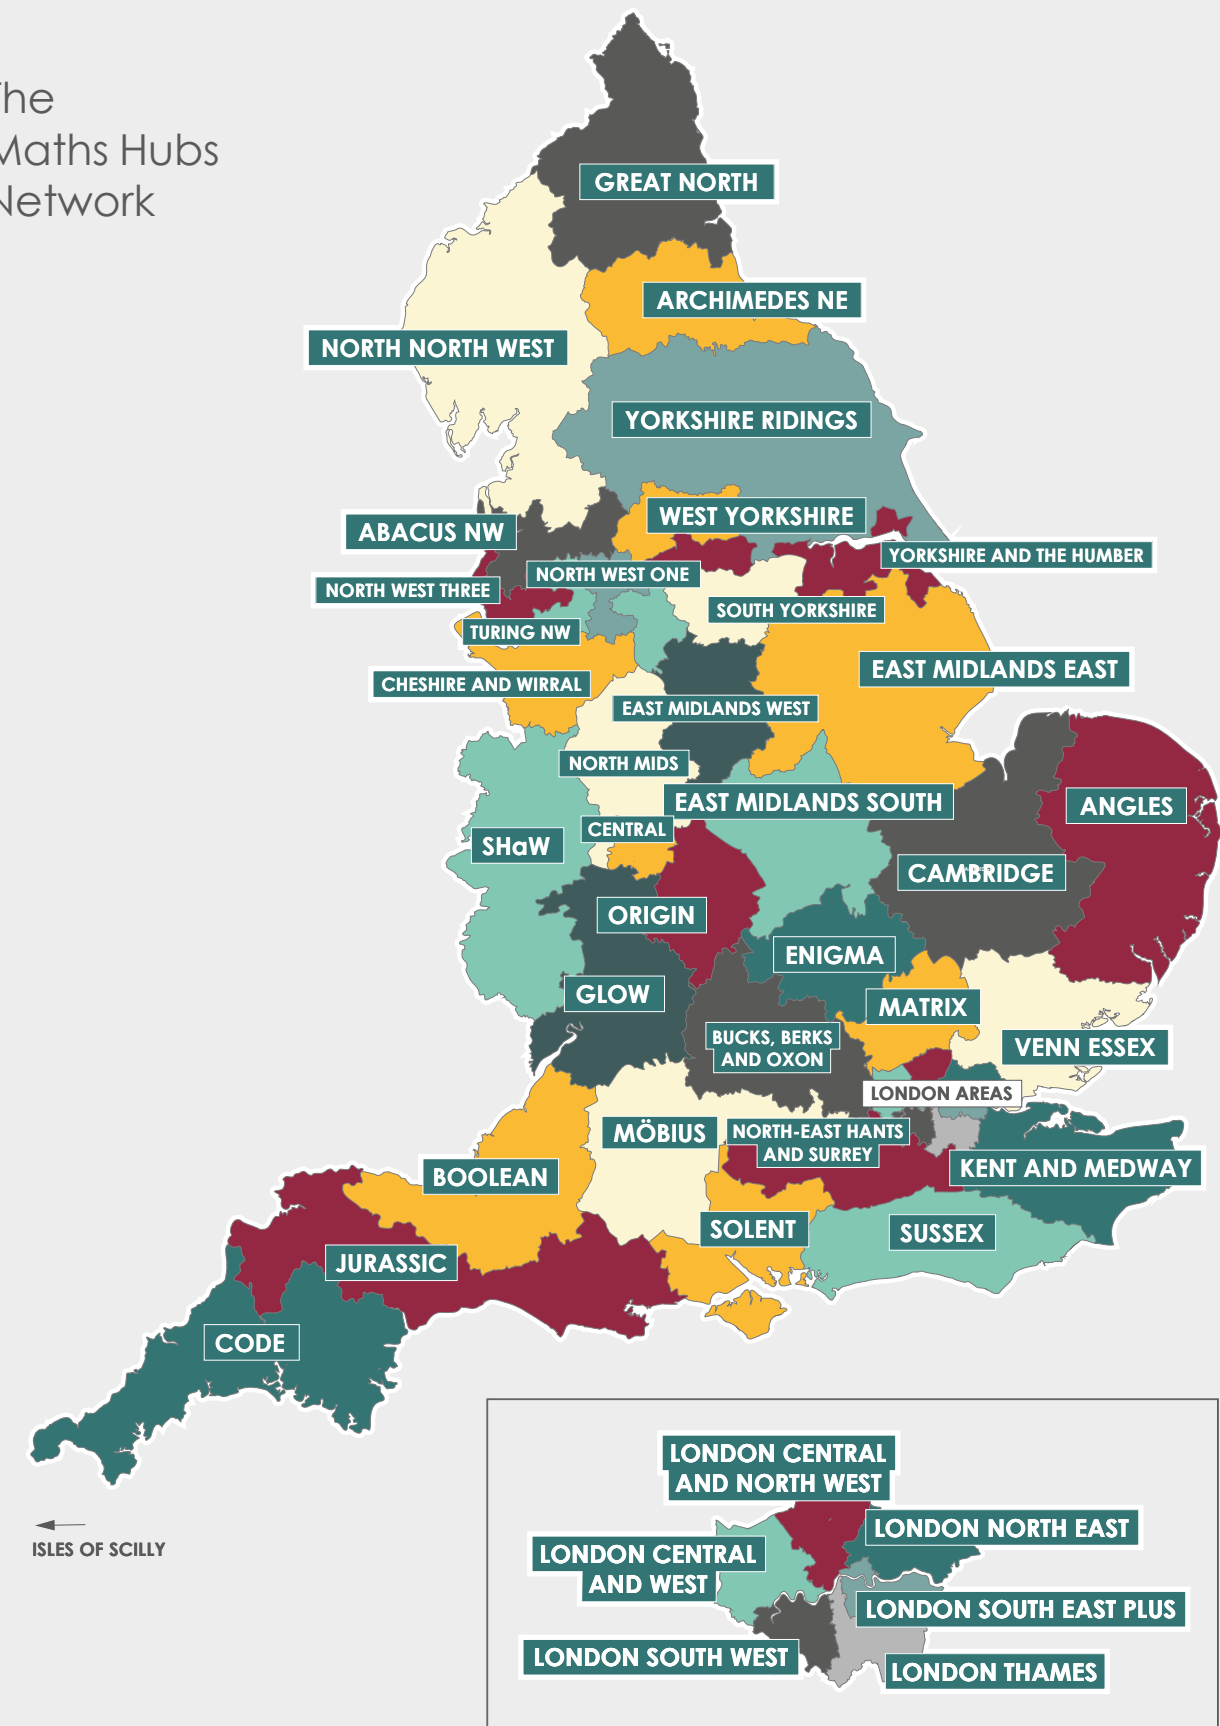 The
Maths Hubs
Network
GREAT NORTH
ARCHIMEDES NE
NORTH NORTH WEST
YORKSHIRE RIDINGS
WEST YORKSHIRE
ABACUS NW
YORKSHIRE AND THE HUMBER
NORTH WEST ONE
NORTH WEST THREE
SOUTH YORKSHIRE
TURING NW
EAST MIDLANDS EAST
CHESHIRE AND WIRRAL
EAST MIDLANDS WEST
NORTH MIDS
EAST MIDLANDS SOUTH
ANGLES
CENTRAL
SHaW
CAMBRIDGE
ORIGIN
ENIGMA
GLOW
MATRIX
BUCKS, BERKS
AND OXON
VENN ESSEX
LONDON AREAS
MÖBIUS
NORTH-EAST HANTS
AND SURREY
BOOLEAN
KENT AND MEDWAY
SOLENT
SUSSEX
JURASSIC
CODE
ISLES OF SCILLY
LONDON CENTRAL
AND NORTH WEST
LONDON NORTH EAST
LONDON CENTRAL
AND WEST
LONDON SOUTH EAST PLUS
LONDON SOUTH WEST
LONDON THAMES